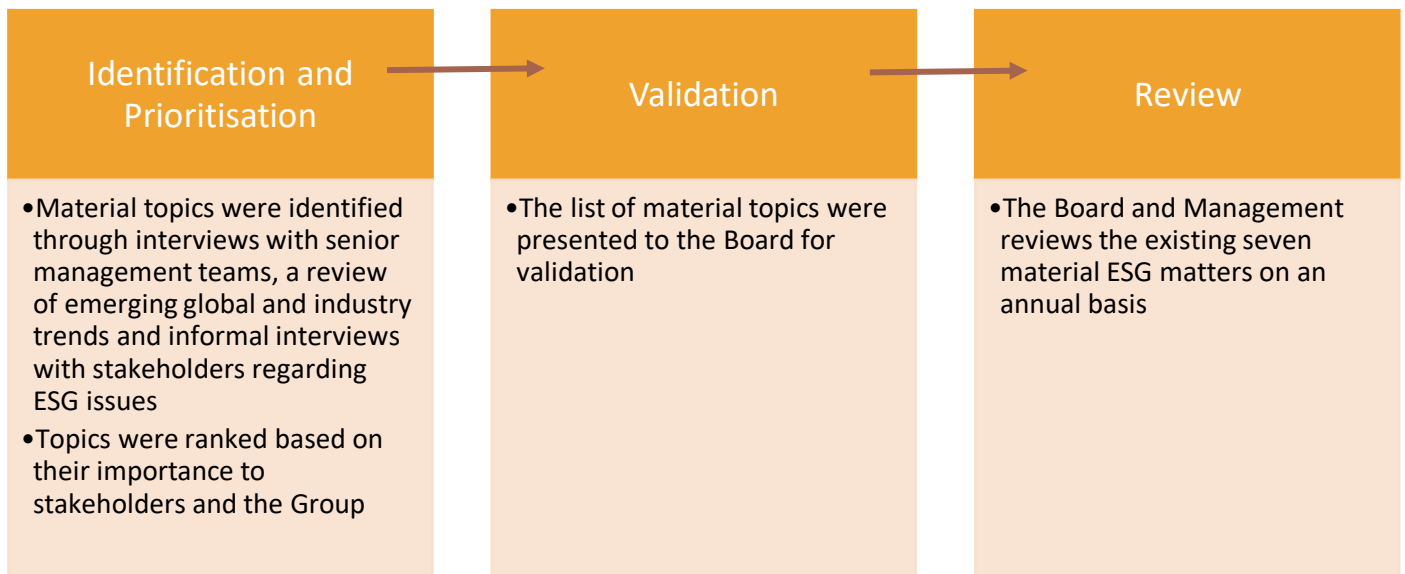 Identification and
Prioritisation
•Material topics were identified
through interviews with senior
management teams, a review
of emerging global and industry
trends and informal interviews
with stakeholders regarding
ESG issues
•Topics were ranked based on
their importance to
stakeholders and the Group
Validation
•The list of material topics were
presented to the Board for
validation
Review
•The Board and Management
reviews the existing seven
material ESG matters on an
annual basis